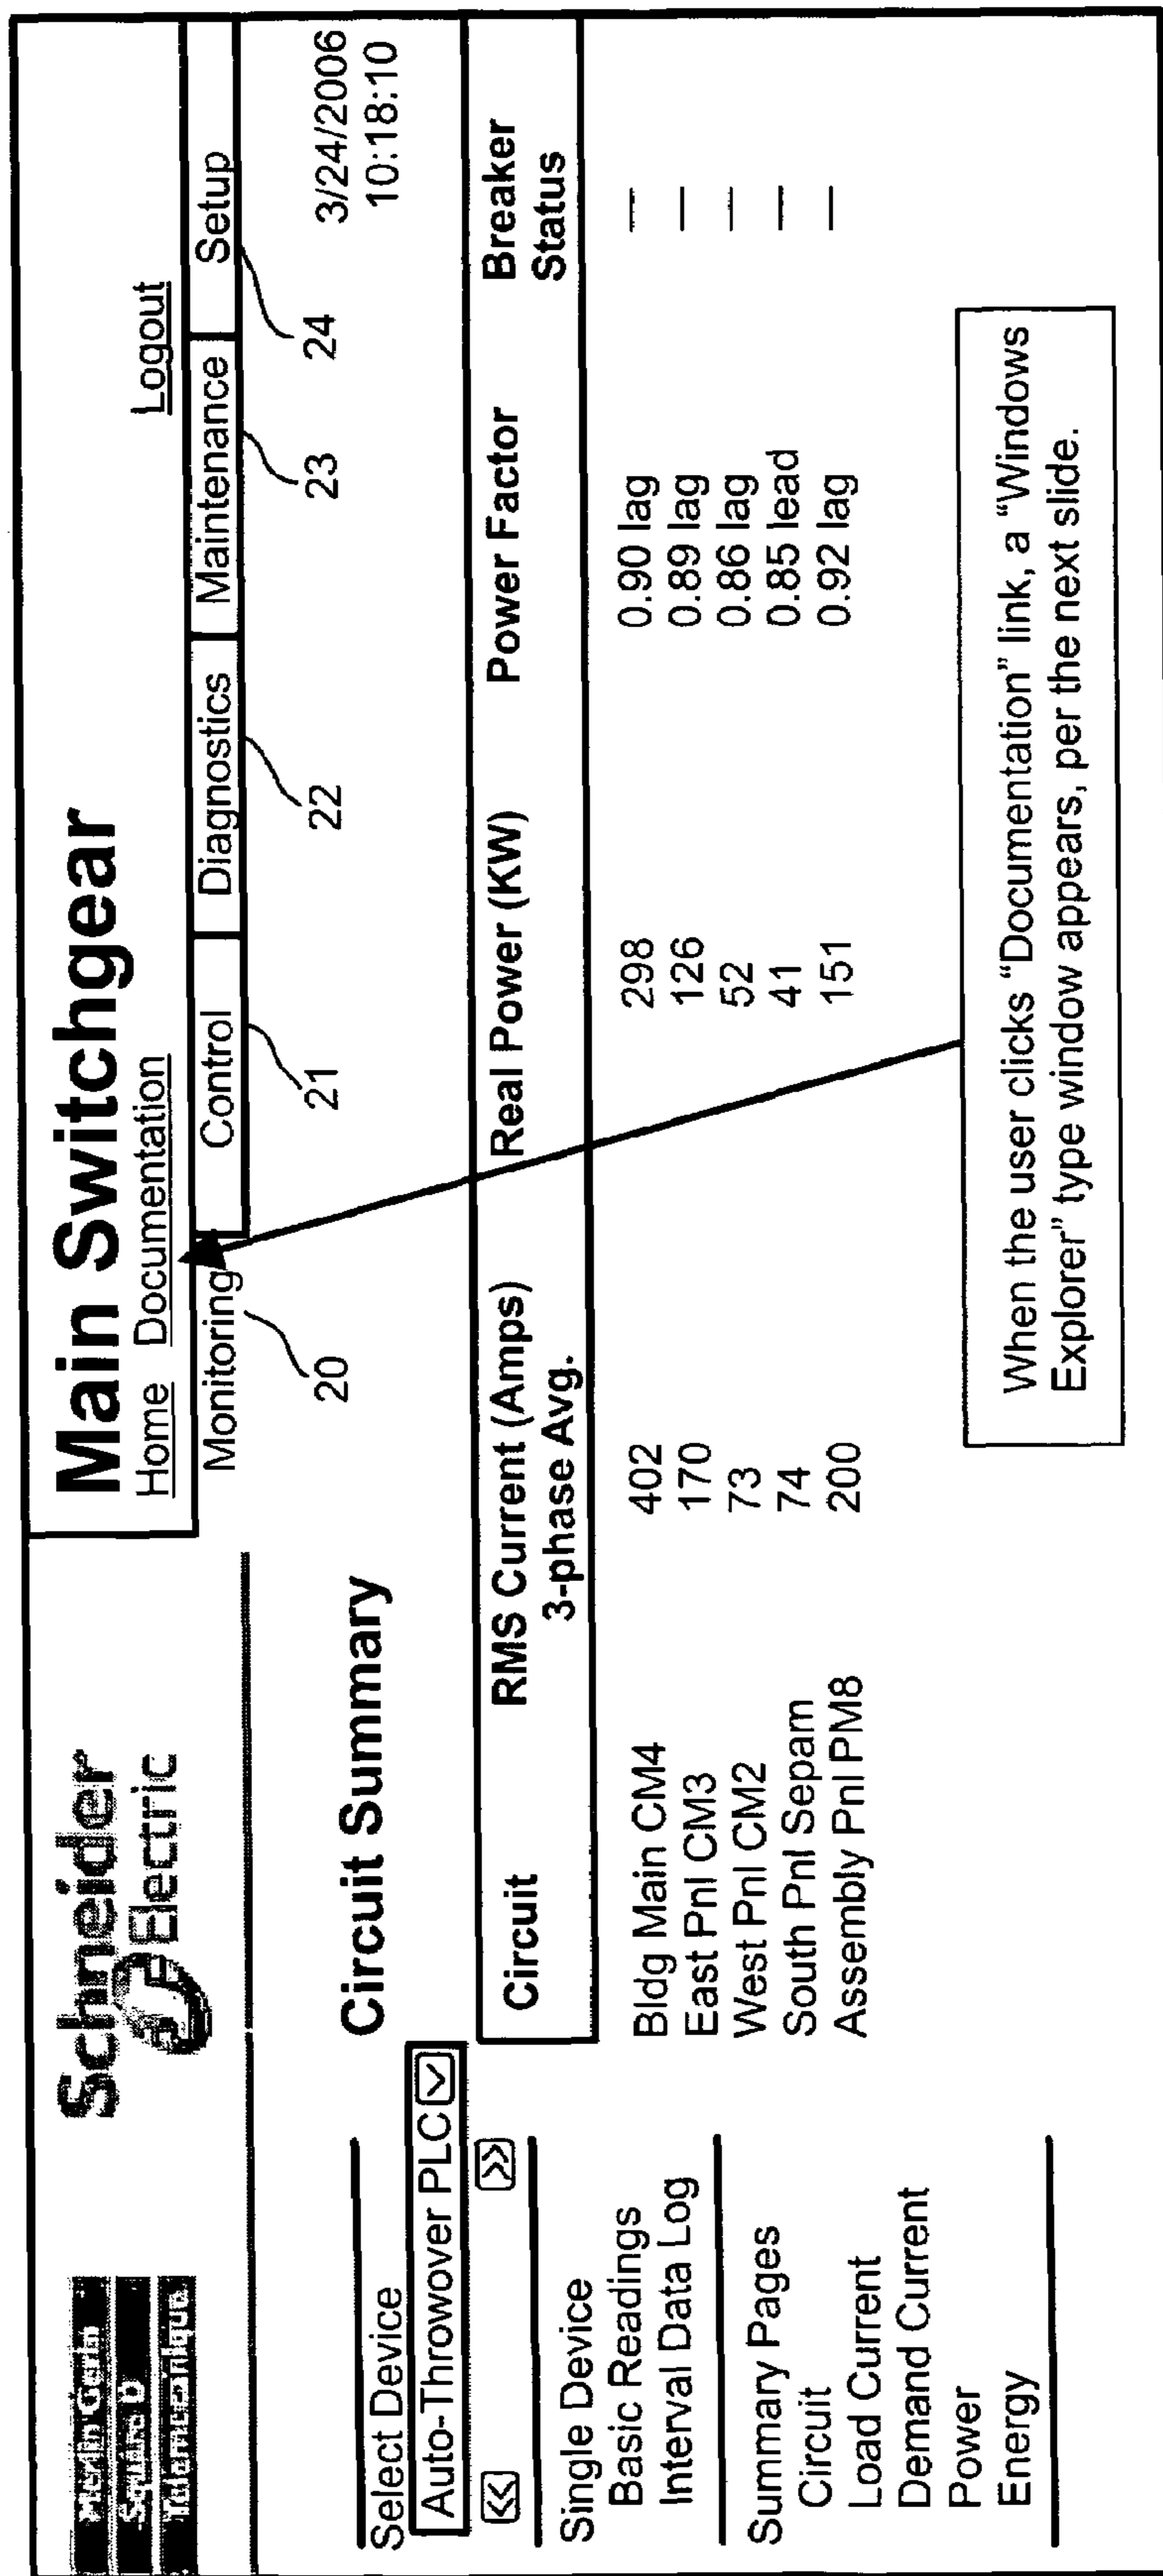 Merlin Gerin
Square D
Telemecanique
Schneider
Electric
Main Switchgear
Home Documentation Logout
Monitoring Control Diagnostics Maintenance Setup
20 21 22 23 24
3/24/2006
10:18:10
Select Device
Auto-Throwover PLC
<< >>
Single Device
Basic Readings
Interval Data Log
Summary Pages
Circuit
Load Current
Demand Current
Power
Energy
Circuit Summary
Circuit RMS Current (Amps) 3-phase Avg. Real Power (KW) Power Factor Breaker Status
Bldg Main CM4 402 298 0.90 lag —
East Pnl CM3 170 126 0.89 lag —
West Pnl CM2 73 52 0.86 lag —
South Pnl Sepam 74 41 0.85 lead —
Assembly Pnl PM8 200 151 0.92 lag —
When the user clicks “Documentation” link, a “Windows
Explorer” type window appears, per the next slide.